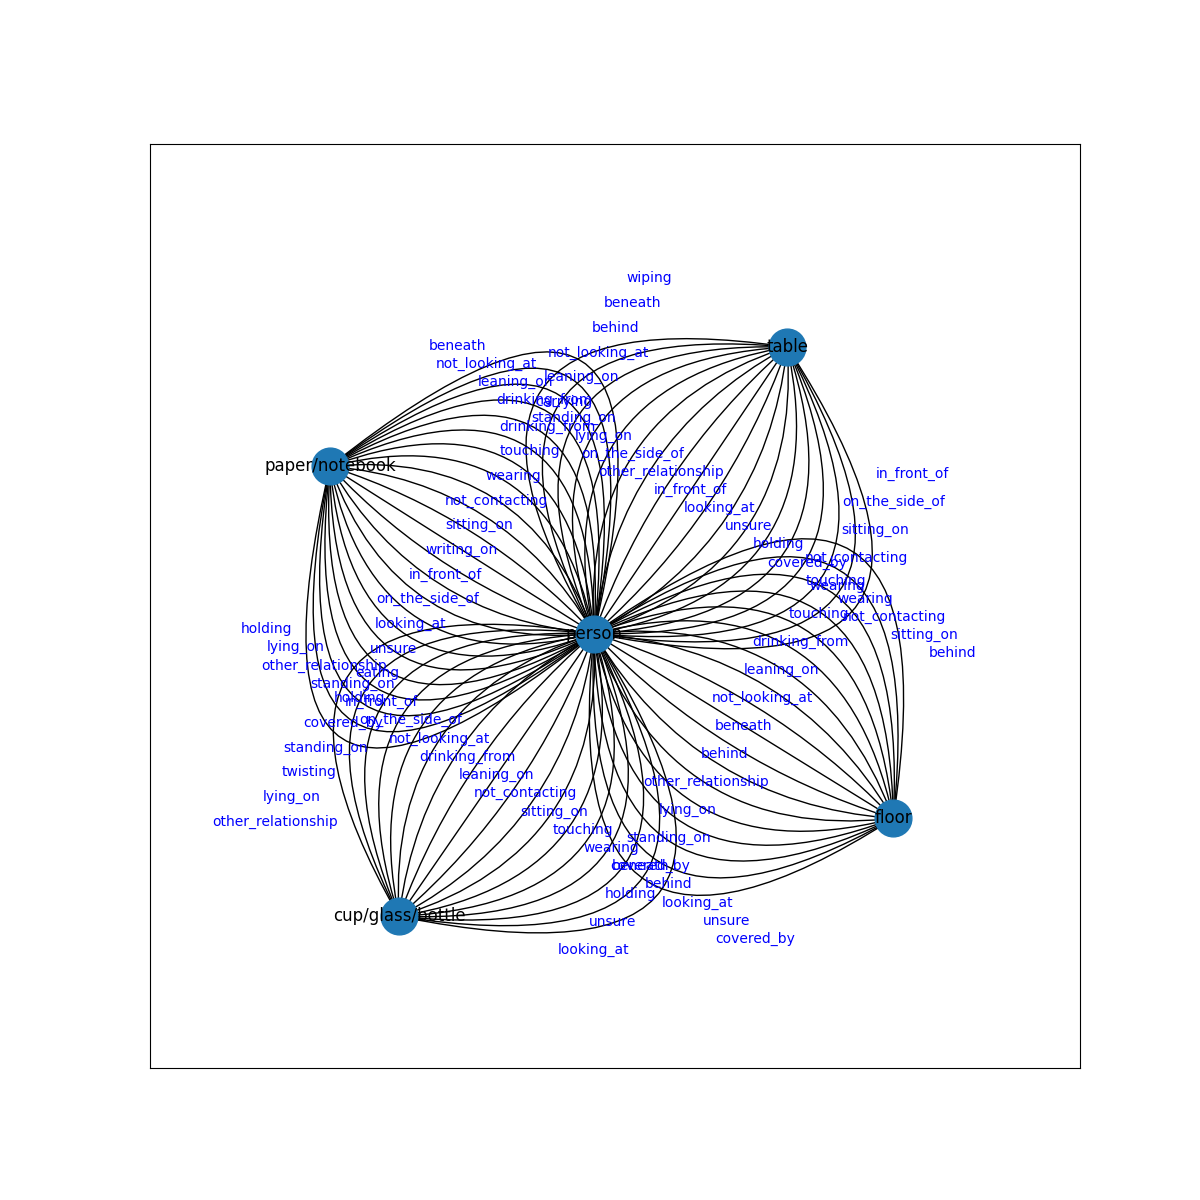 wiping
beneath
behind
beneath
not_looking_at
table
not_looking_at
leaning_on
leaning_on
drinking_from
carrying
standing_on
drinking_from
lying_on
touching
on_the_side_of
paper/notebook
other_relationship
in_front_of
wearing
in_front_of
not_contacting
looking_at
on_the_side_of
sitting_on
unsure
sitting_on
writing_on
holding
not_contacting
covered_by
in_front_of
touching
wearing
on_the_side_of
wearing
looking_at
touching
not_contacting
holding
person
sitting_on
lying_on
unsure
drinking_from
behind
other_relationship
eating
leaning_on
standing_on
holding
in_front_of
not_looking_at
covered_by
on_the_side_of
beneath
standing_on
not_looking_at
behind
twisting
drinking_from
other_relationship
lying_on
leaning_on
not_contacting
other_relationship
sitting_on
lying_on
floor
touching
standing_on
wearing
beneath
covered_by
behind
holding
looking_at
cup/glass/bottle
unsure
unsure
looking_at
covered_by